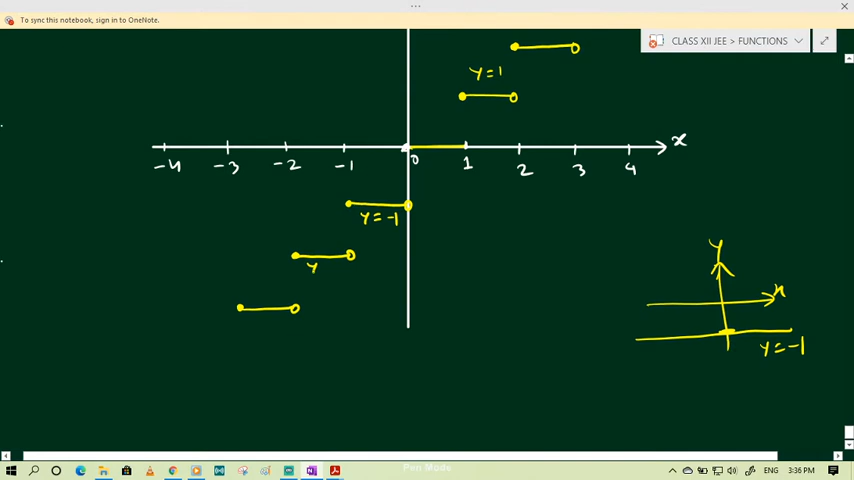 To sync this notebook, sign in to OneNote.
CLASS XII JEE > FUNCTIONS
y=1
x
-4 -3 -2 -1 0 1 2 3 4
y=-1
y
y
x
y=-1
Pen Mode
ENG 3:36 PM